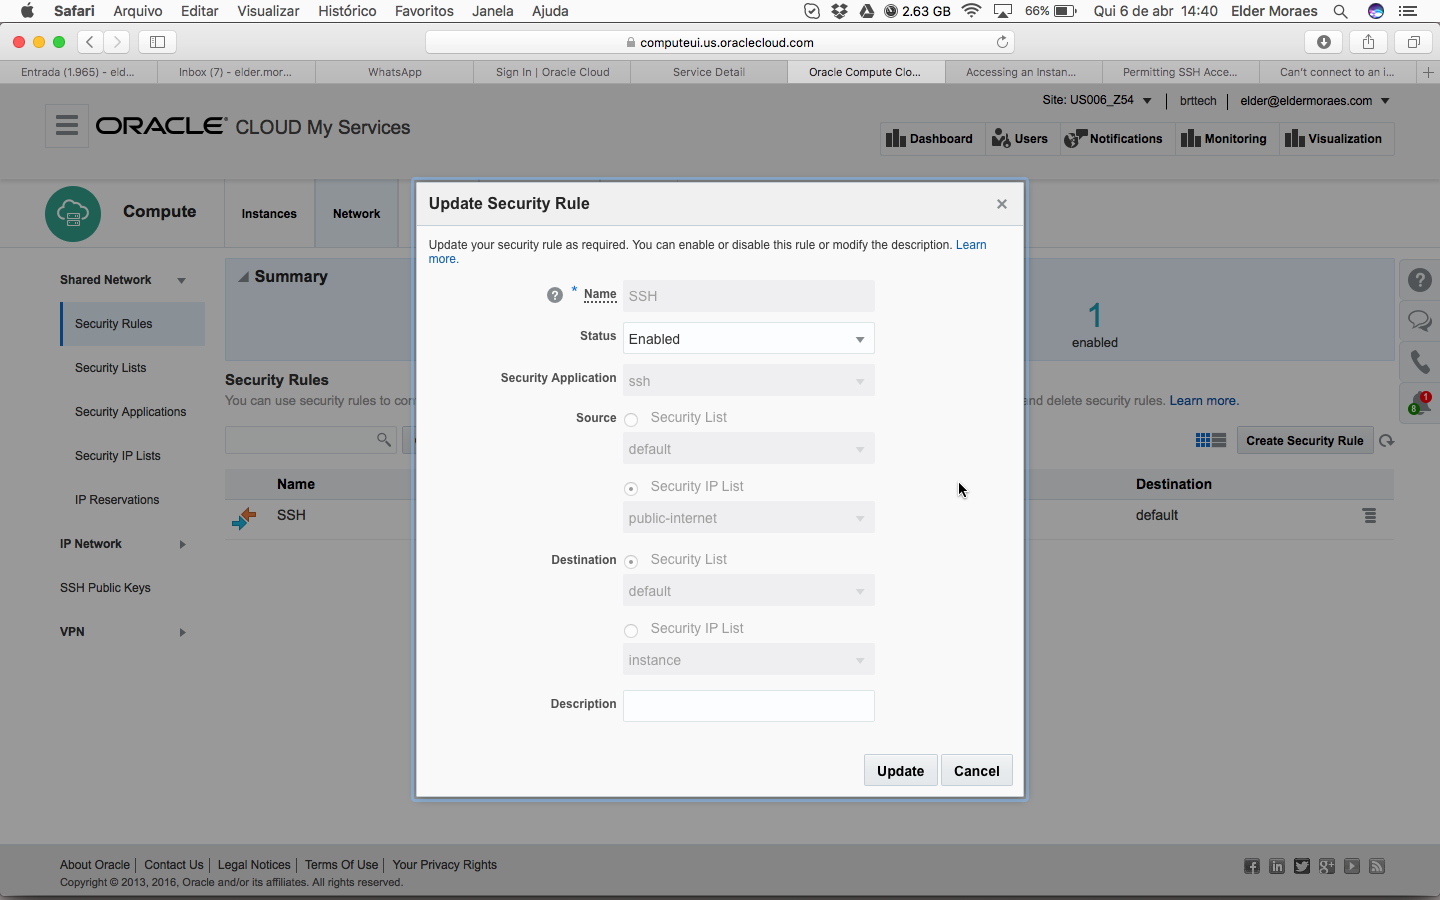 Safari Arquivo Editar Visualizar Histórico Favoritos Janela Ajuda 2.63 GB 66% Qui 6 de abr 14:40 Elder Moraes
computeui.us.oraclecloud.com
Entrada (1.965) - eld... Inbox (7) - elder.mor... WhatsApp Sign In | Oracle Cloud Service Detail Oracle Compute Clo... Accessing an Instan... Permitting SSH Acce... Can't connect to an i...
Site: US006_Z54 brttech elder@eldermoraes.com
ORACLE CLOUD My Services
Dashboard Users Notifications Monitoring Visualization
Compute Instances Network
Update Security Rule
Update your security rule as required. You can enable or disable this rule or modify the description. Learn
more.
Name SSH
Status Enabled
Security Application ssh
Source Security List
default
Security IP List
public-internet
Destination Security List
default
Security IP List
instance
Description
Update Cancel
Shared Network
Security Rules
Security Lists
Security Applications
Security IP Lists
IP Reservations
IP Network
SSH Public Keys
VPN
Summary
1
enabled
Security Rules
You can use security rules to nd delete security rules. Learn more.
Create Security Rule
Name Destination
SSH default
1
8
About Oracle Contact Us Legal Notices Terms Of Use Your Privacy Rights
Copyright © 2013, 2016, Oracle and/or its affiliates. All rights reserved.